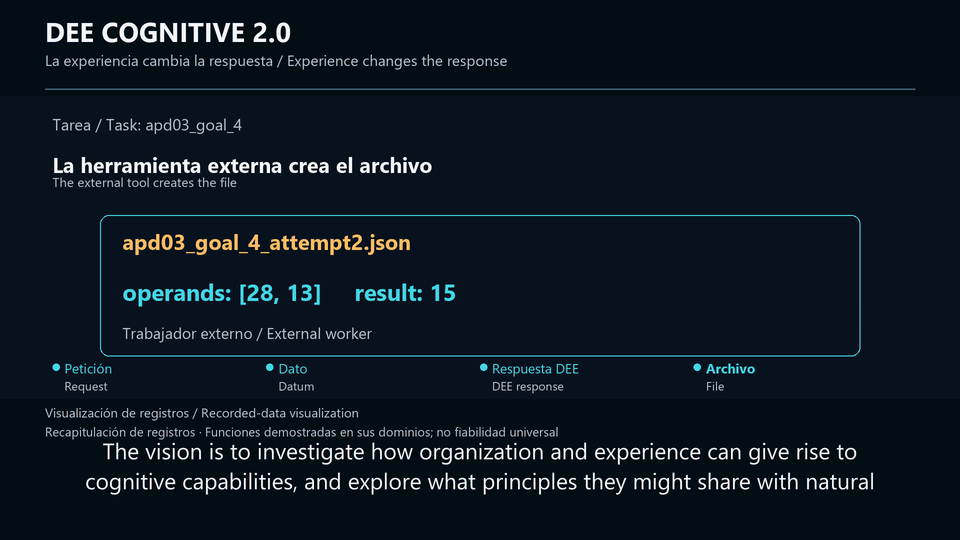 DEE COGNITIVE 2.0
La experiencia cambia la respuesta / Experience changes the response
Tarea / Task: apd03_goal_4
La herramienta externa crea el archivo
The external tool creates the file
apd03_goal_4_attempt2.json
operands: [28, 13] result: 15
Trabajador externo / External worker
Petición Dato Respuesta DEE Archivo
Request Datum DEE response File
Visualización de registros / Recorded-data visualization
Recapitulación de registros · Funciones demostradas en sus dominios; no fiabilidad universal
The vision is to investigate how organization and experience can give rise to
cognitive capabilities, and explore what principles they might share with natural